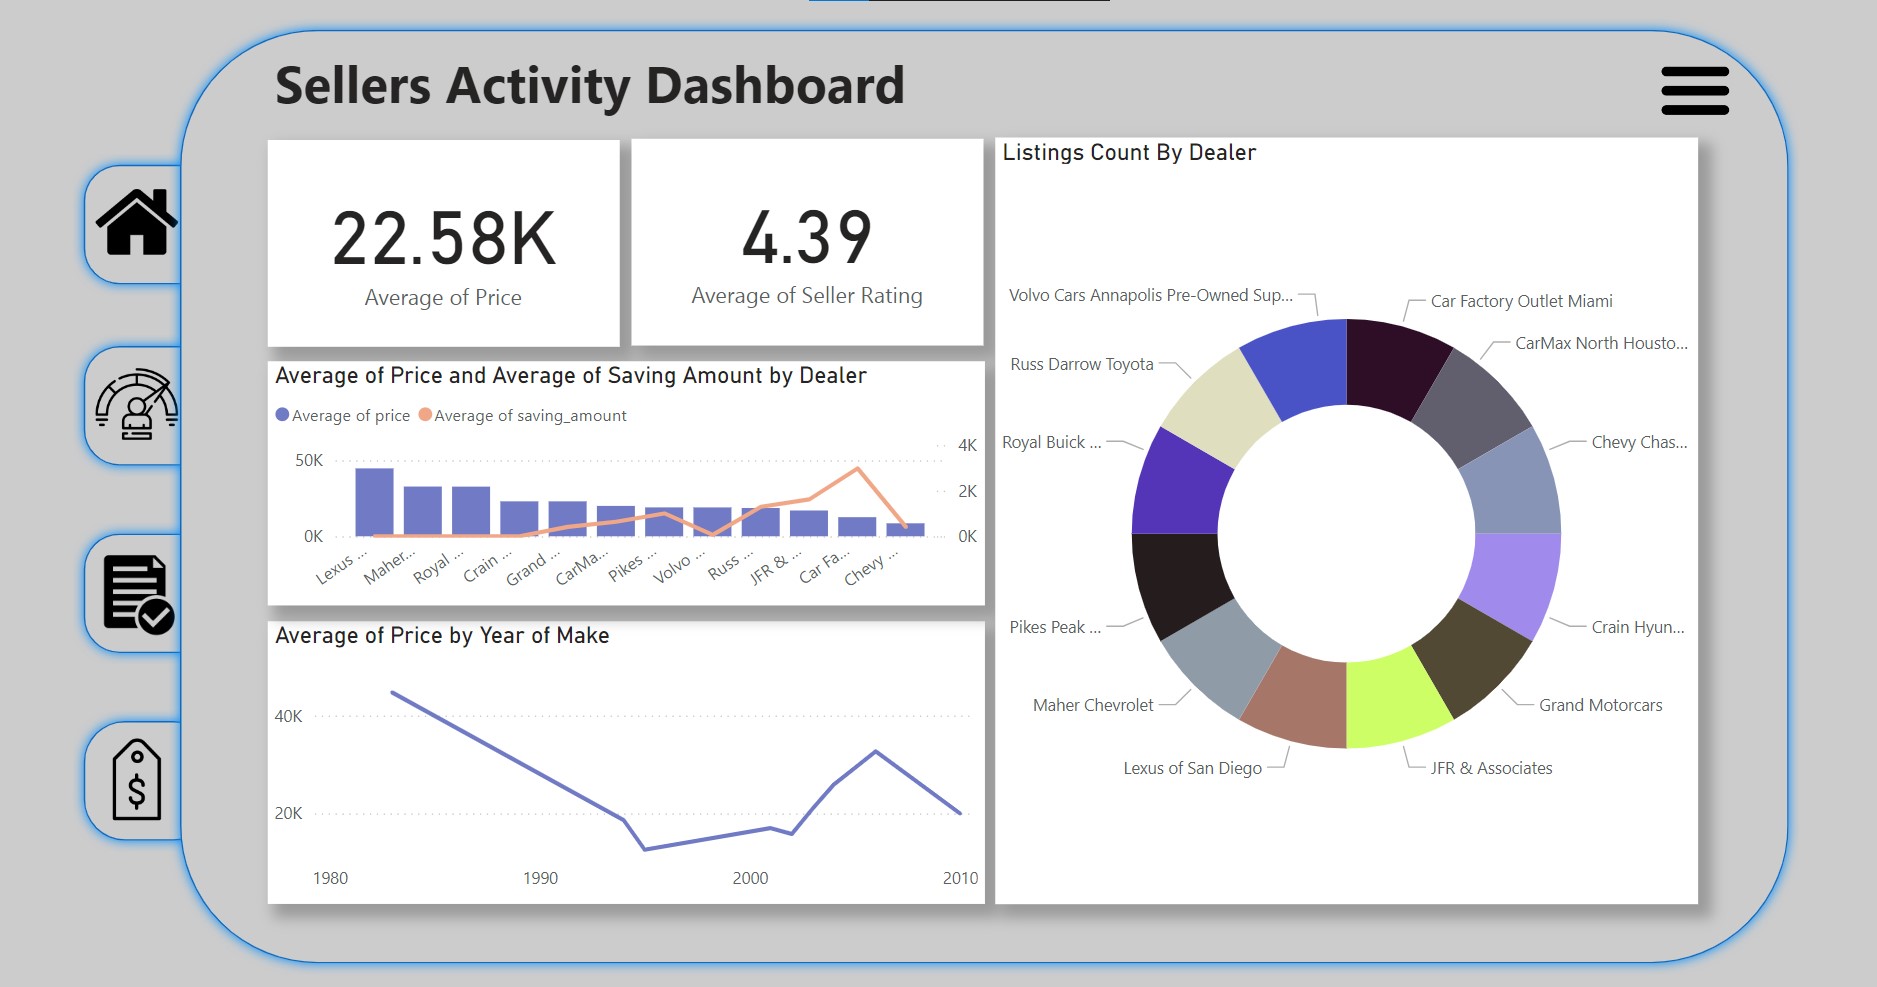 Sellers Activity Dashboard
22.58K
Average of Price
4.39
Average of Seller Rating
Average of Price and Average of Saving Amount by Dealer
Average of price
Average of saving_amount
50K
0K
4K
2K
0K
Lexus ...
Maher...
Royal ...
Crain ...
Grand ...
CarMa...
Pikes ...
Volvo ...
Russ ...
JFR & ...
Car Fa...
Chevy ...
Average of Price by Year of Make
40K
20K
1980
1990
2000
2010
Listings Count By Dealer
Volvo Cars Annapolis Pre-Owned Sup...
Car Factory Outlet Miami
CarMax North Housto...
Russ Darrow Toyota
Royal Buick ...
Chevy Chas...
Pikes Peak ...
Crain Hyun...
Maher Chevrolet
Grand Motorcars
Lexus of San Diego
JFR & Associates
$